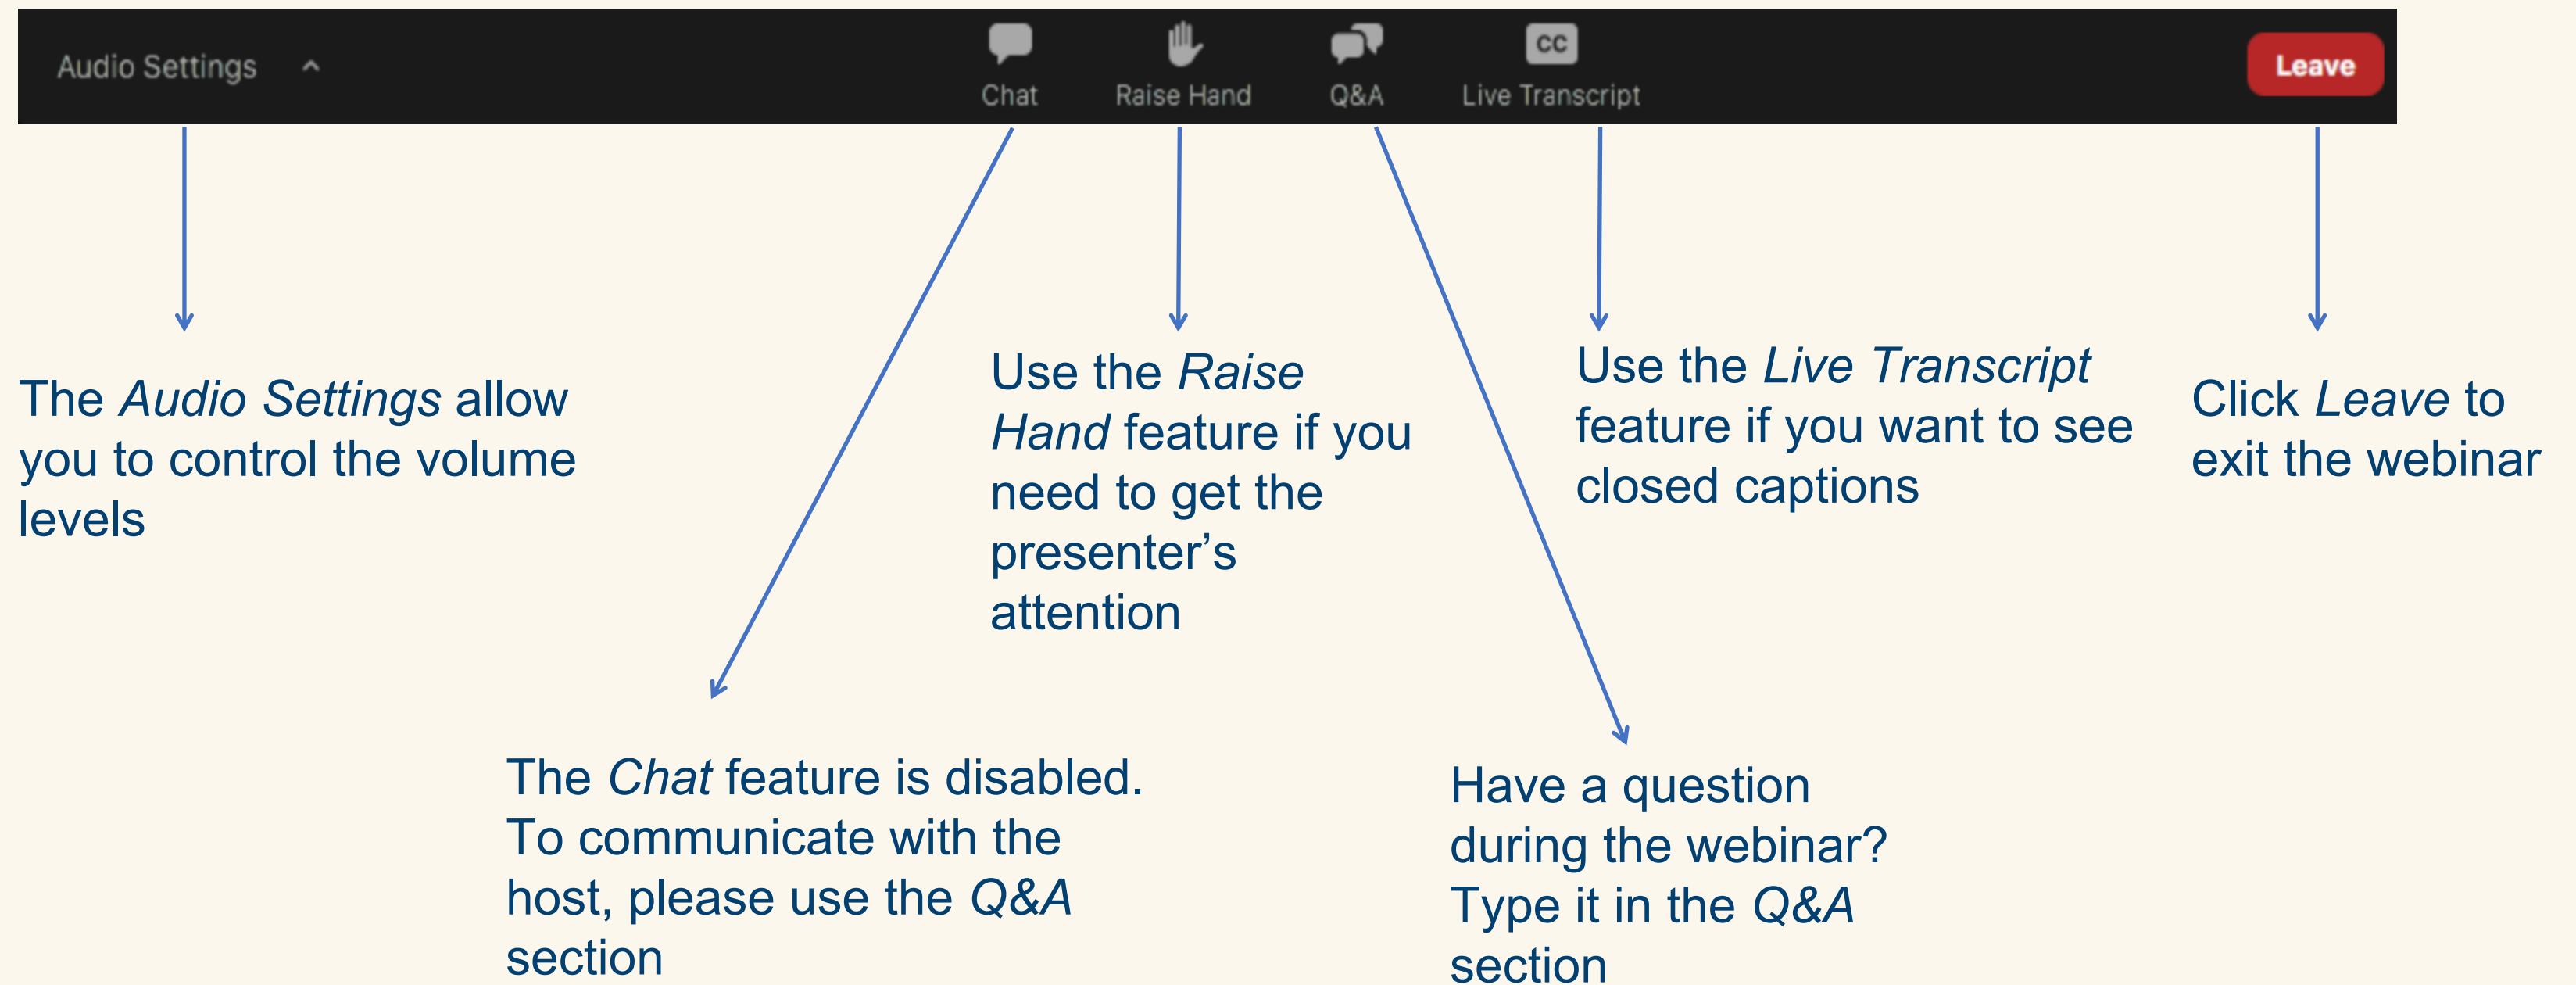 Audio Settings
Chat
Raise Hand
Q&A
CC
Live Transcript
Leave
The Audio Settings allow
you to control the volume
levels
Use the Raise
Hand feature if you
need to get the
presenter’s
attention
Use the Live Transcript
feature if you want to see
closed captions
Click Leave to
exit the webinar
The Chat feature is disabled.
To communicate with the
host, please use the Q&A
section
Have a question
during the webinar?
Type it in the Q&A
section